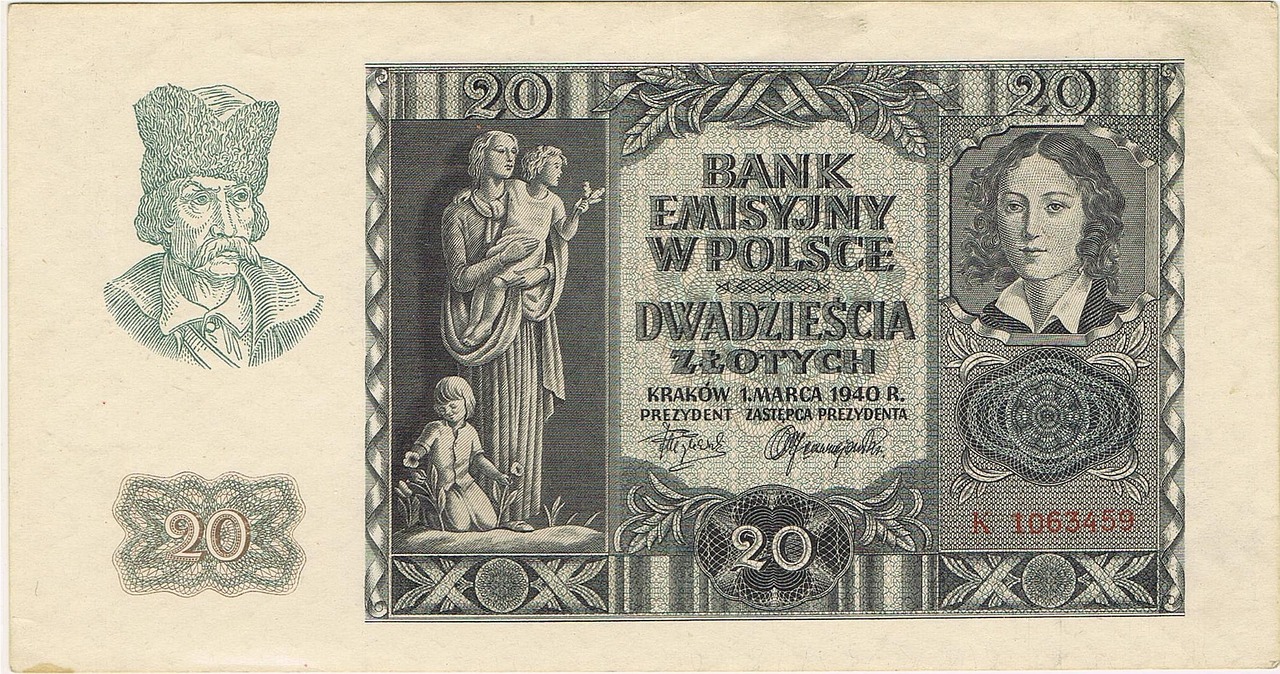 20
20
BANK
EMISYJNY
W POLSCE
DWADZIEŚCIA
ZŁOTYCH
KRAKÓW 1.MARCA 1940 R.
PREZYDENT ZASTĘPCA PREZYDENTA
K 1063459
20
20